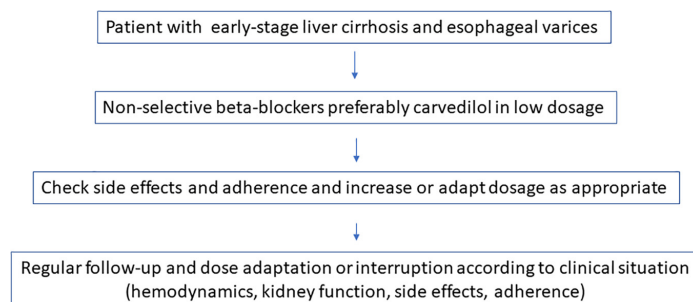 Patient with early-stage liver cirrhosis and esophageal varices
Non-selective beta-blockers preferably carvedilol in low dosage
Check side effects and adherence and increase or adapt dosage as appropriate
Regular follow-up and dose adaptation or interruption according to clinical situation
(hemodynamics, kidney function, side effects, adherence)